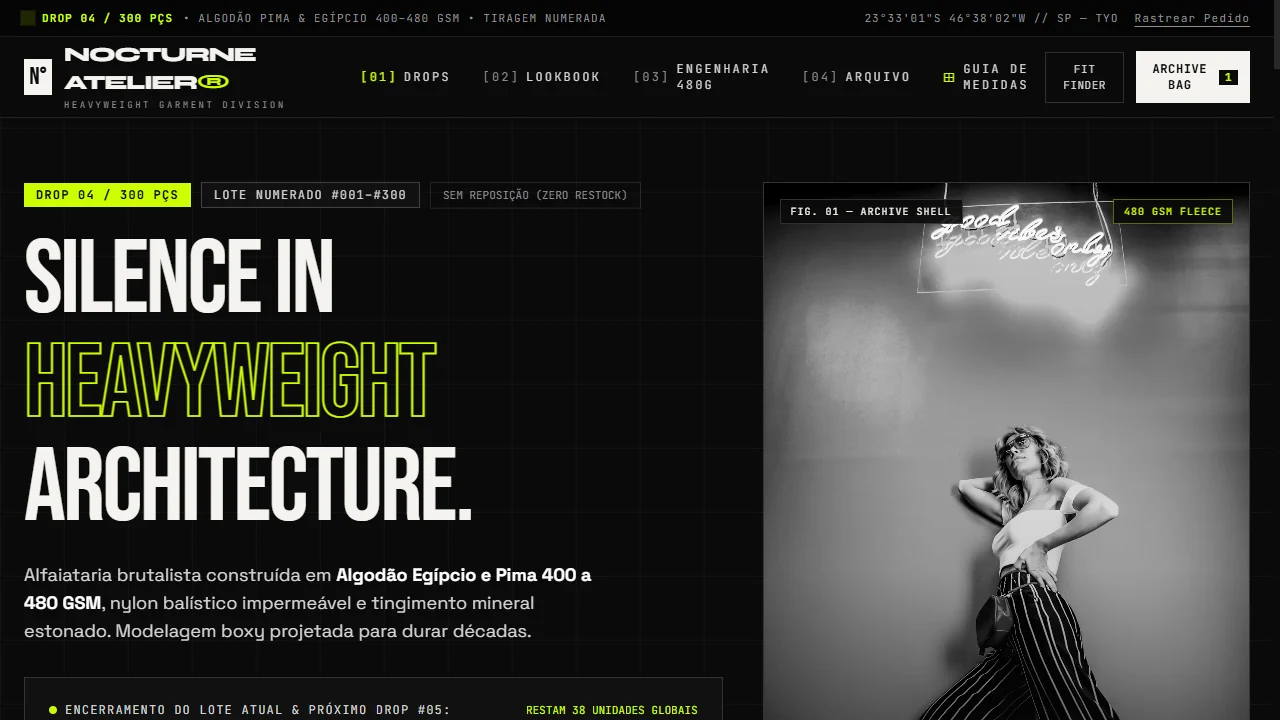 DROP 04 / 300 PÇS • ALGODÃO PIMA & EGÍPCIO 400–480 GSM • TIRAGEM NUMERADA
23°33'01"S 46°38'02"W // SP — TYO Rastrear Pedido
N°
NOCTURNE
ATELIER®
HEAVYWEIGHT GARMENT DIVISION
[01] DROPS
[02] LOOKBOOK
[03] ENGENHARIA
480G
[04] ARQUIVO
GUIA DE
MEDIDAS
FIT
FINDER
ARCHIVE
BAG
1
DROP 04 / 300 PÇS
LOTE NUMERADO #001–#300
SEM REPOSIÇÃO (ZERO RESTOCK)
SILENCE IN
HEAVYWEIGHT
ARCHITECTURE.
Alfaiataria brutalista construída em Algodão Egípcio e Pima 400 a
480 GSM, nylon balístico impermeável e tingimento mineral
estonado. Modelagem boxy projetada para durar décadas.
ENCERRAMENTO DO LOTE ATUAL & PRÓXIMO DROP #05:
RESTAM 38 UNIDADES GLOBAIS
FIG. 01 — ARCHIVE SHELL
480 GSM FLEECE
good
vibes
only